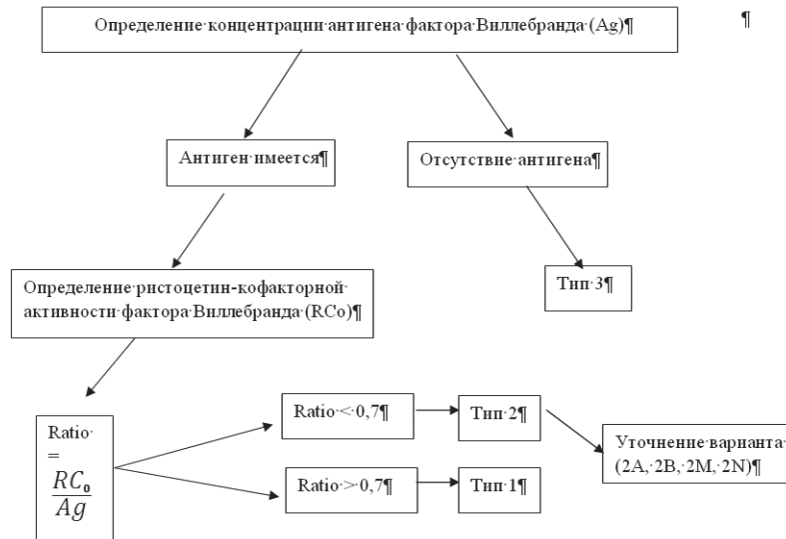 Определение концентрации антигена фактора Виллебранда (Ag)¶ ¶
Антиген имеется¶
Отсутствие антигена¶
Определение ристоцетин-кофакторной
активности фактора Виллебранда (RCo)¶
Тип 3¶
Ratio
=
RC₀
Ag
Ratio < 0,7¶
Тип 2¶
Уточнение варианта
(2A, 2B, 2M, 2N)¶
Ratio > 0,7¶
Тип 1¶